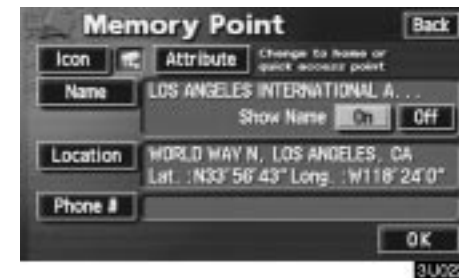 Memory Point Back
Icon Attribute Change to home or
quick access point
Name LOS ANGELES INTERNATIONAL A...
Show Name On Off
Location WORLD WAY N, LOS ANGELES, CA
Lat. :N33°56'43" Long. :W118°24'0"
Phone #
OK
3U02